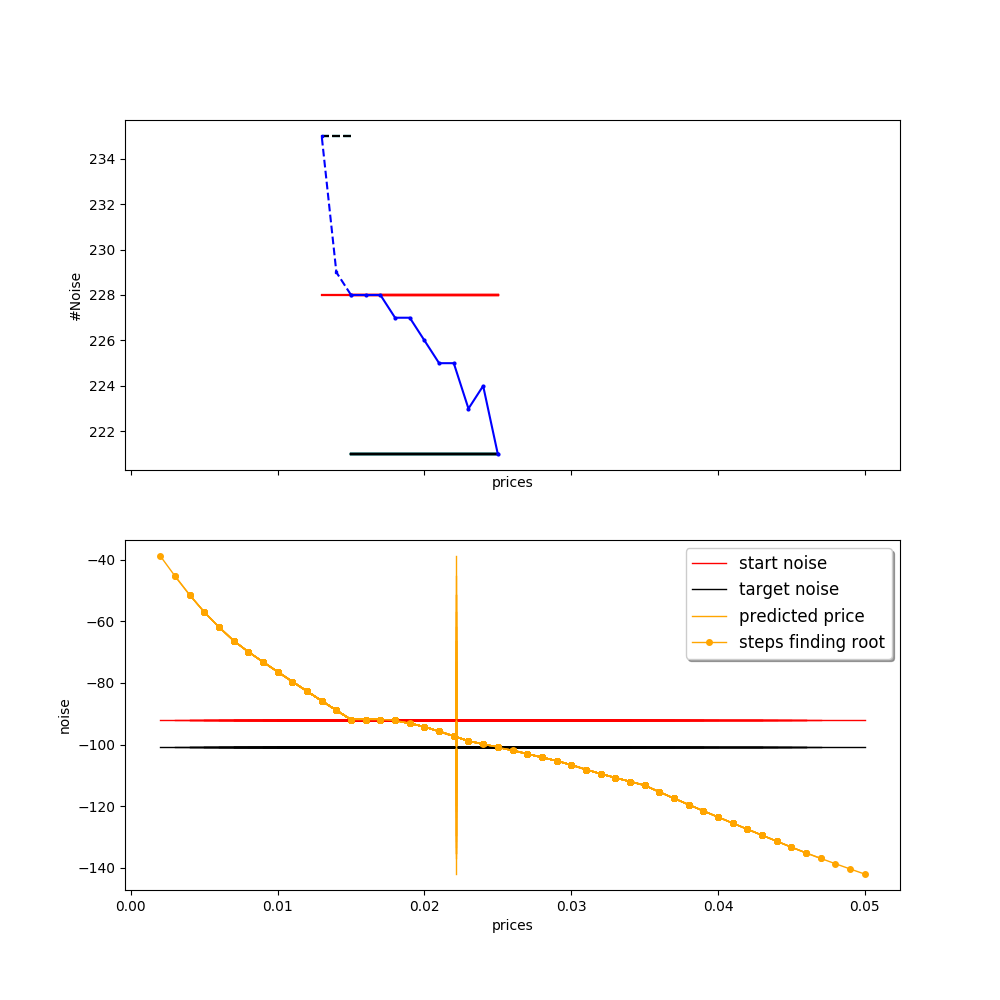 234
232
230
228
226
224
222
#Noise
prices
start noise
target noise
predicted price
steps finding root
−40
−60
−80
−100
−120
−140
noise
0.00 0.01 0.02 0.03 0.04 0.05
prices